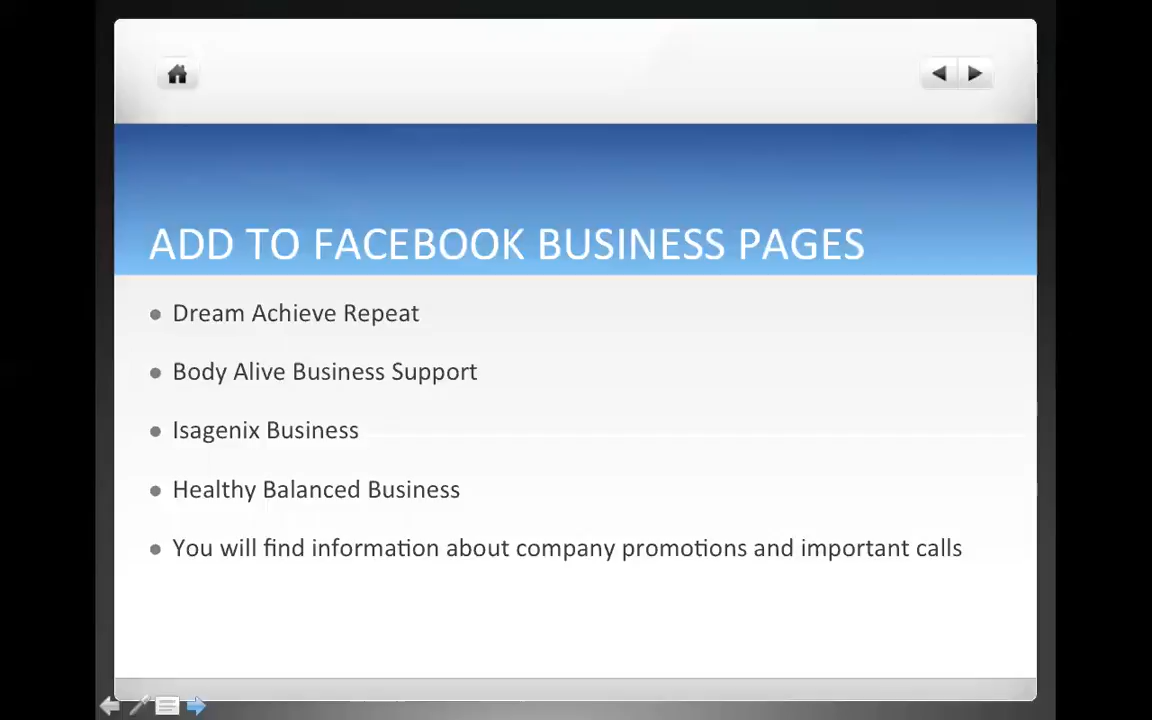 ADD TO FACEBOOK BUSINESS PAGES
Dream Achieve Repeat
Body Alive Business Support
Isagenix Business
Healthy Balanced Business
You will find information about company promotions and important calls